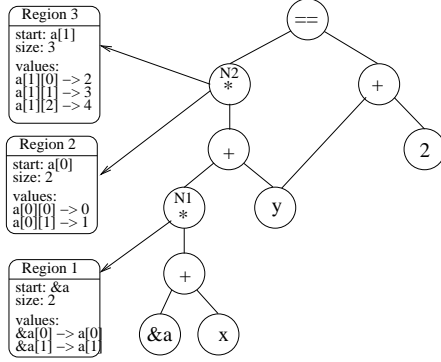 Region 3
start: a[1]
size: 3
values:
a[1][0] −> 2
a[1][1] −> 3
a[1][2] −> 4
Region 2
start: a[0]
size: 2
values:
a[0][0] −> 0
a[0][1] −> 1
Region 1
start: &a
size: 2
values:
&a[0] −> a[0]
&a[1] −> a[1]
==
N2
*
+
+
2
N1
*
y
+
&a
x